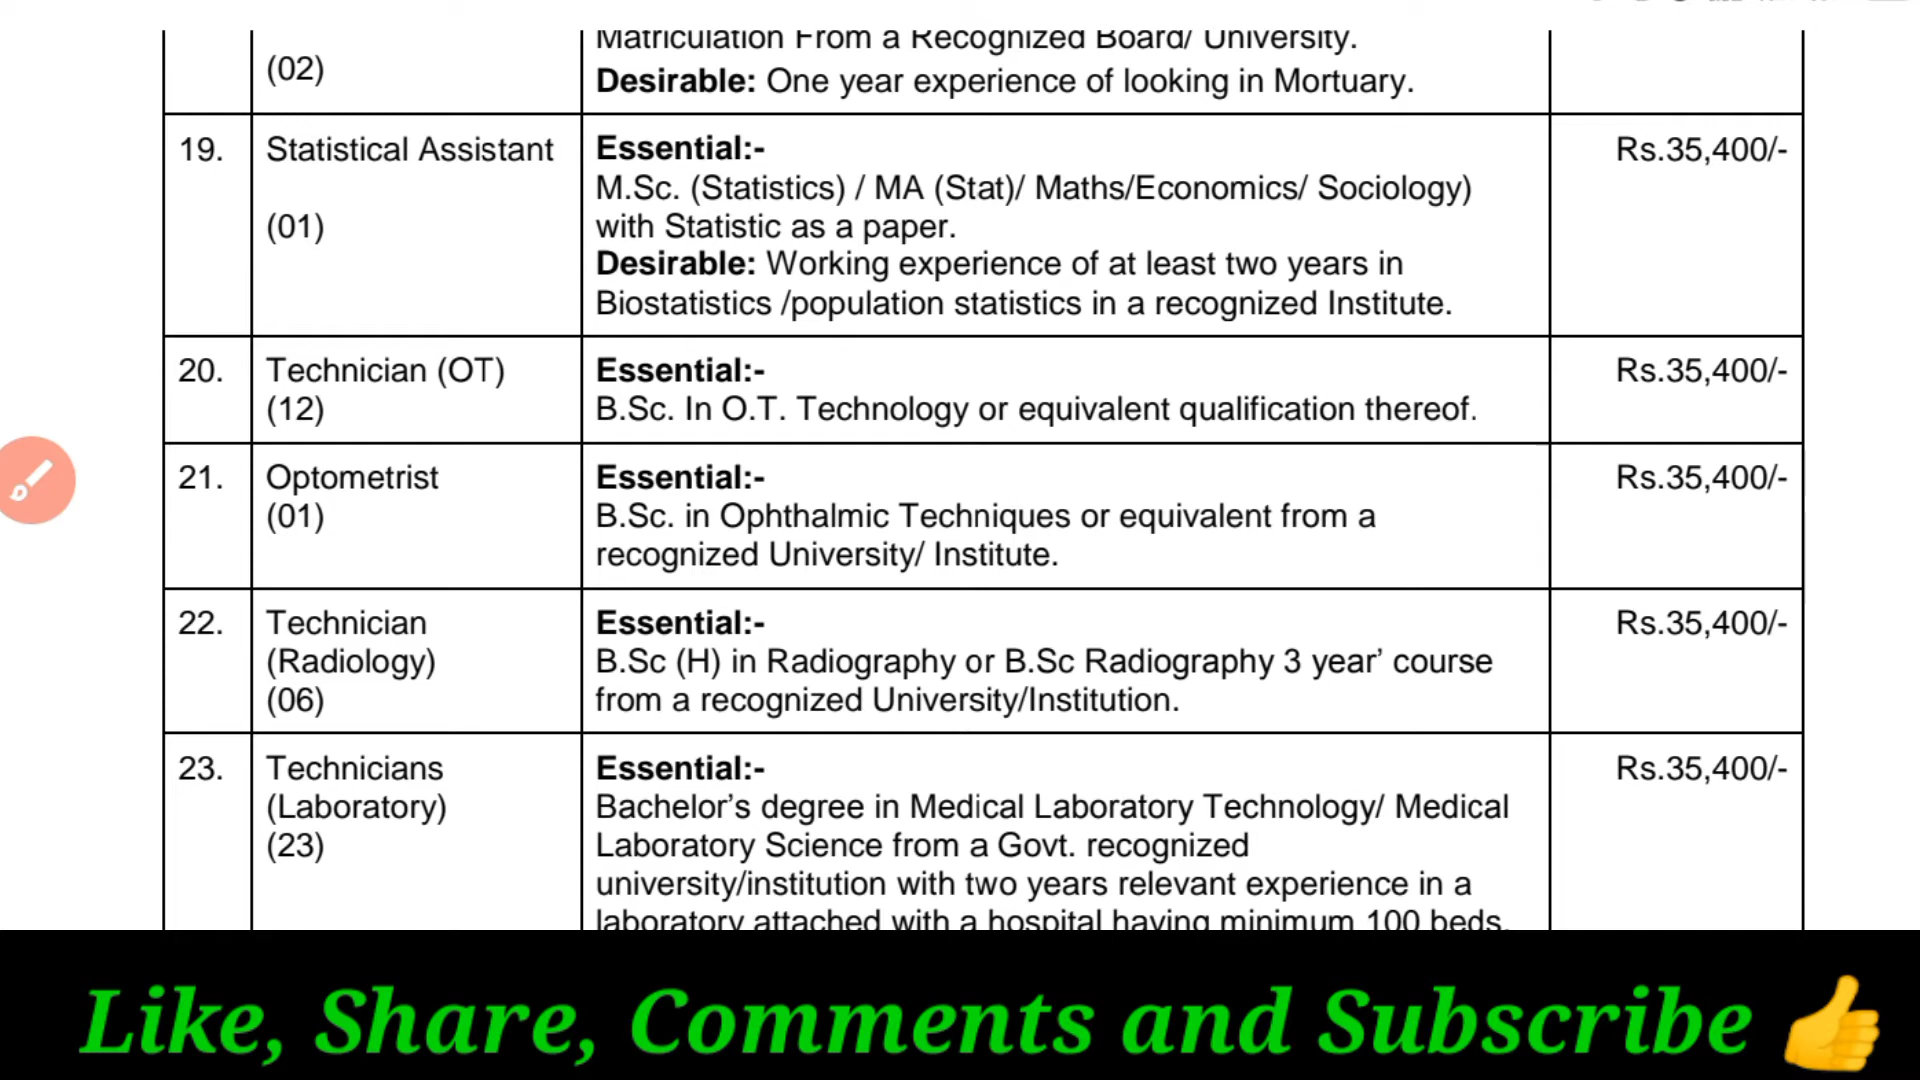 Matriculation From a Recognized Board/ University.
(02)
Desirable: One year experience of looking in Mortuary.
19.
Statistical Assistant
(01)
Essential:-
M.Sc. (Statistics) / MA (Stat)/ Maths/Economics/ Sociology)
with Statistic as a paper.
Desirable: Working experience of at least two years in
Biostatistics /population statistics in a recognized Institute.
Rs.35,400/-
20.
Technician (OT)
(12)
Essential:-
B.Sc. In O.T. Technology or equivalent qualification thereof.
Rs.35,400/-
21.
Optometrist
(01)
Essential:-
B.Sc. in Ophthalmic Techniques or equivalent from a
recognized University/ Institute.
Rs.35,400/-
22.
Technician
(Radiology)
(06)
Essential:-
B.Sc (H) in Radiography or B.Sc Radiography 3 year’ course
from a recognized University/Institution.
Rs.35,400/-
23.
Technicians
(Laboratory)
(23)
Essential:-
Bachelor’s degree in Medical Laboratory Technology/ Medical
Laboratory Science from a Govt. recognized
university/institution with two years relevant experience in a
laboratory attached with a hospital having minimum 100 beds.
Rs.35,400/-
Like, Share, Comments and Subscribe 👍